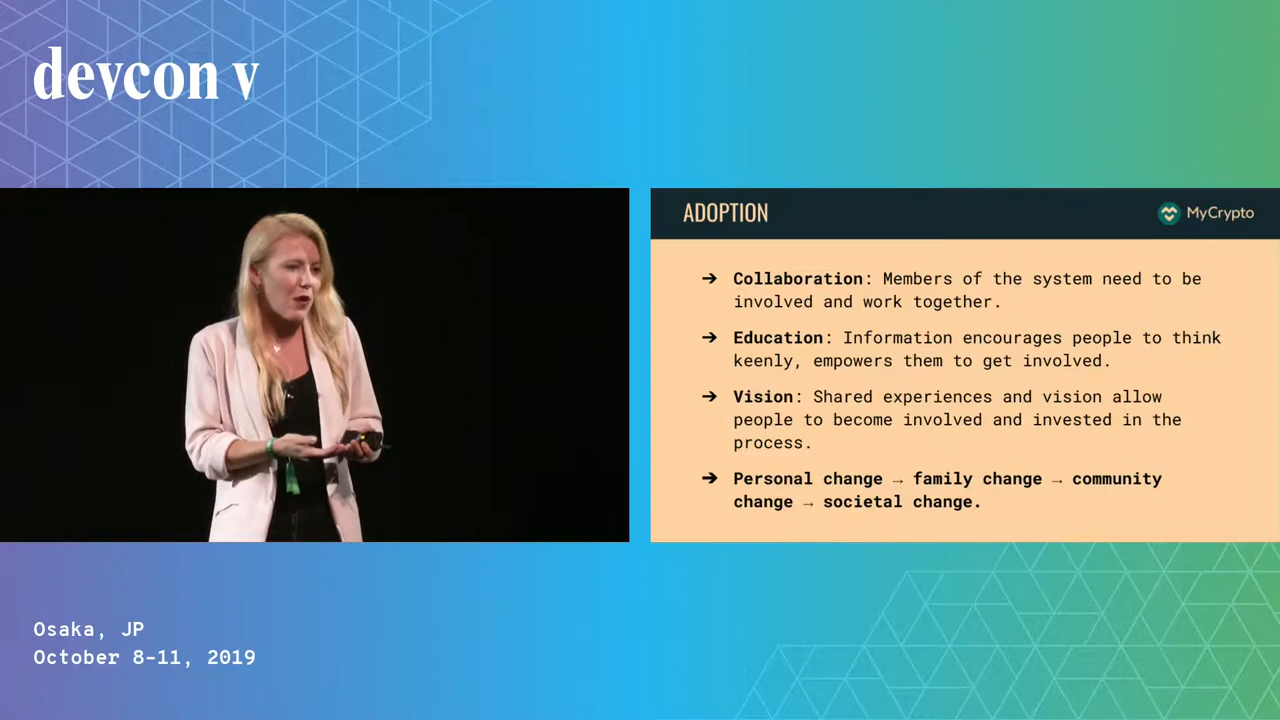 devcon v
ADOPTION
MyCrypto
➔ Collaboration: Members of the system need to be
involved and work together.
➔ Education: Information encourages people to think
keenly, empowers them to get involved.
➔ Vision: Shared experiences and vision allow
people to become involved and invested in the
process.
➔ Personal change → family change → community
change → societal change.
Osaka, JP
October 8-11, 2019